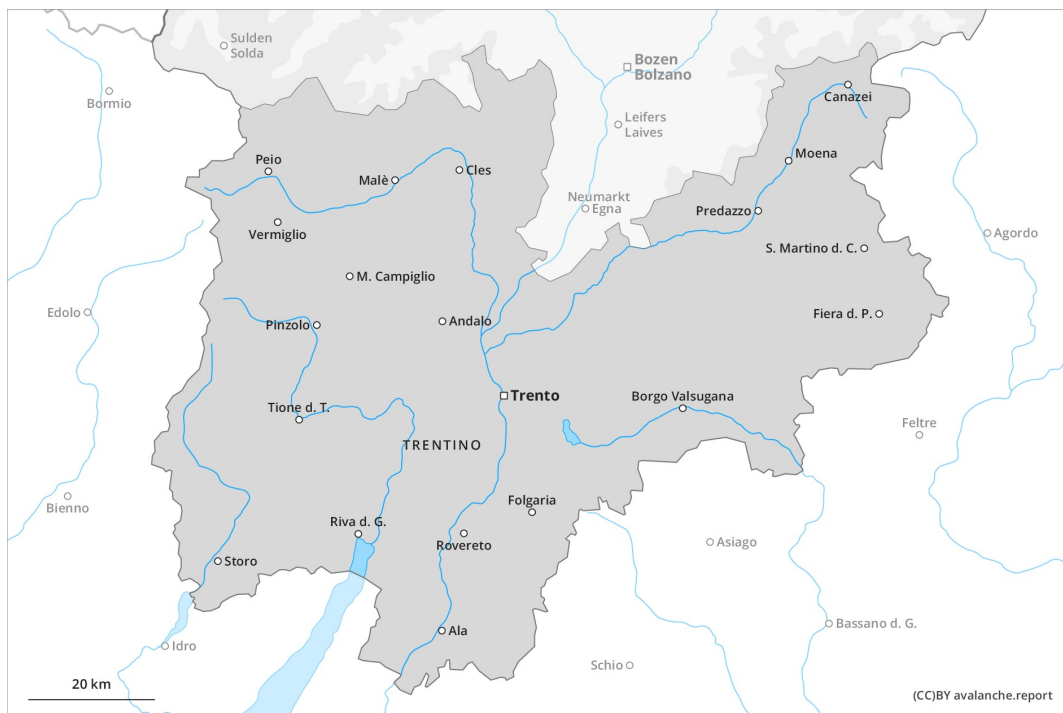 Sulden
Solda
Bozen
Bolzano
Bormio
Canazei
Leifers
Laives
Moena
Peio
Malè
Cles
Neumarkt
Egna
Predazzo
Vermiglio
Agordo
S. Martino d. C.
M. Campiglio
Edolo
Pinzolo
Andalo
Fiera d. P.
Trento
Borgo Valsugana
Tione d. T.
Feltre
TRENTINO
Bienno
Folgaria
Riva d. G.
Rovereto
Asiago
Storo
Ala
Bassano d. G.
Idro
Schio
20 km
(CC)BY avalanche.report